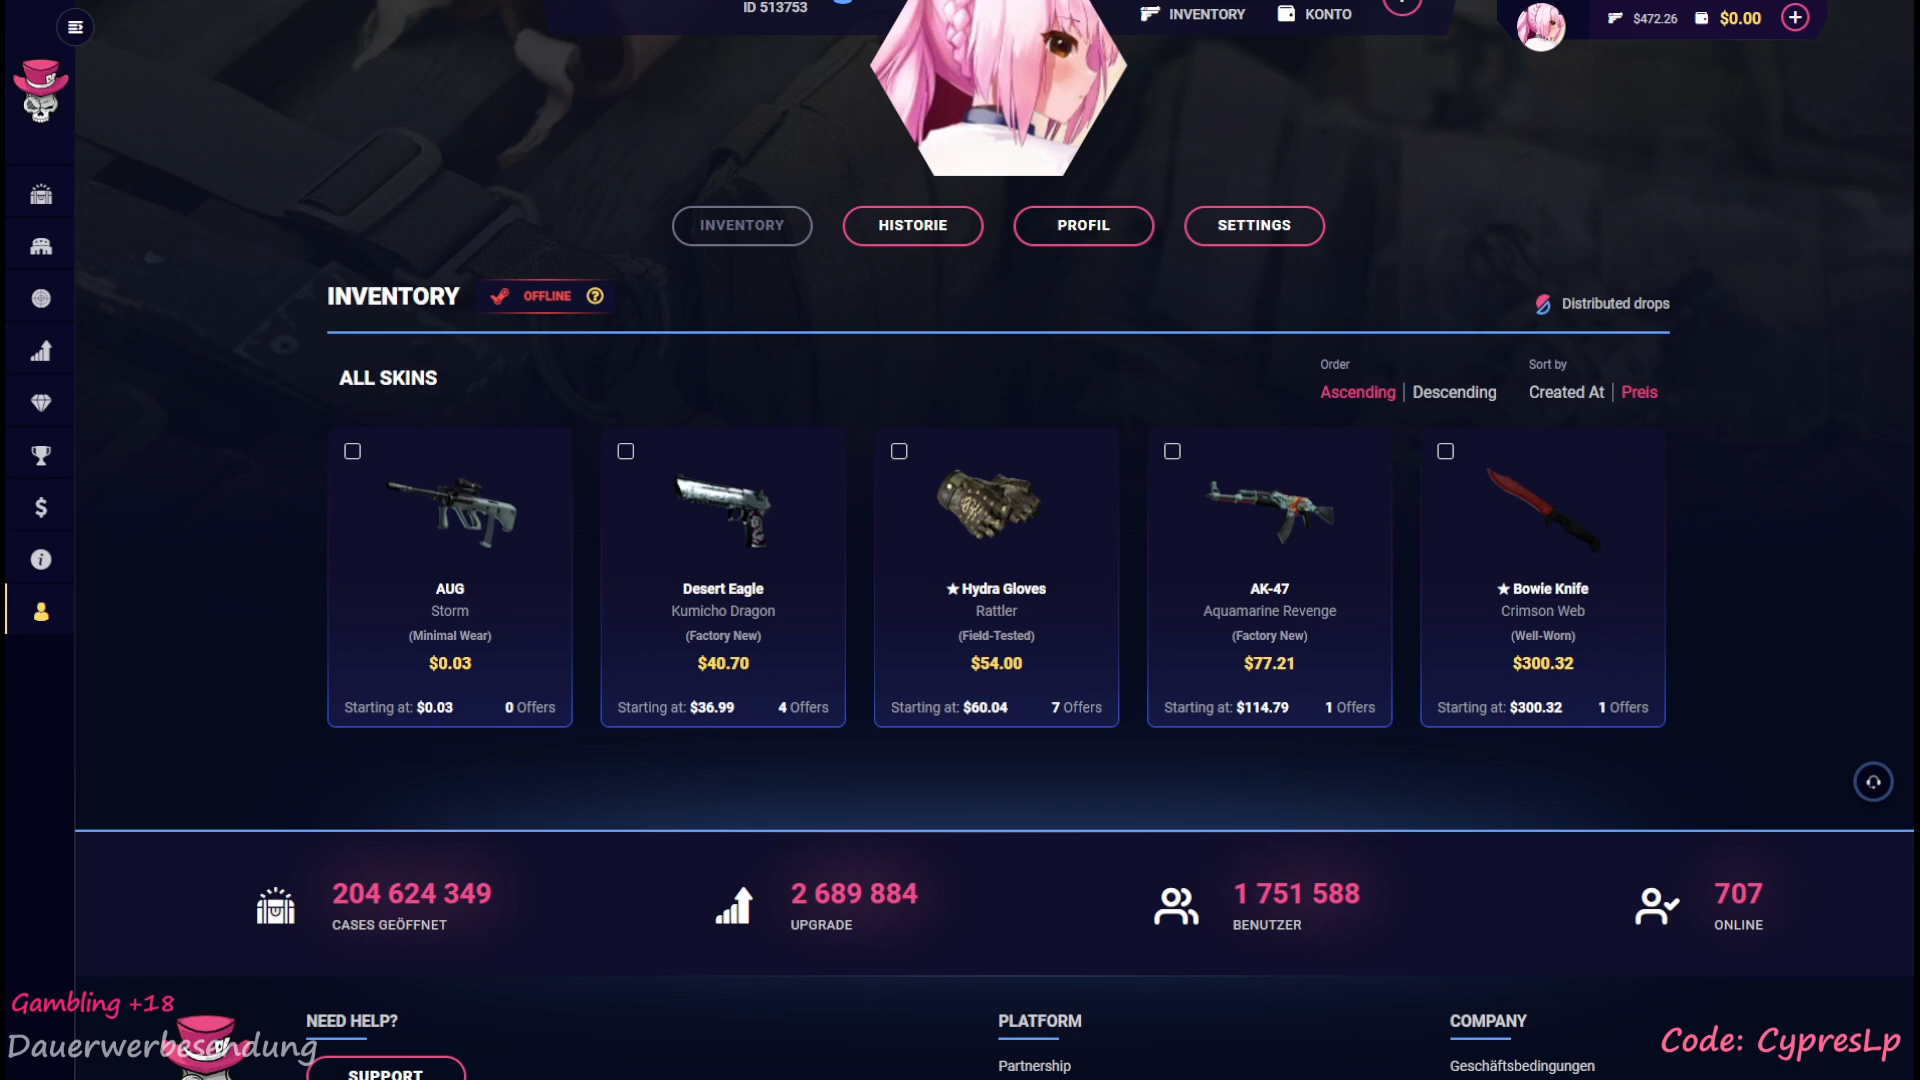 ID 513753
INVENTORY
KONTO
$472.26
$0.00
INVENTORY
HISTORIE
PROFIL
SETTINGS
INVENTORY
OFFLINE
Distributed drops
ALL SKINS
Order
Sort by
Ascending | Descending
Created At | Preis
AUG
Storm
(Minimal Wear)
$0.03
Starting at: $0.03
0 Offers
Desert Eagle
Kumicho Dragon
(Factory New)
$40.70
Starting at: $36.99
4 Offers
★ Hydra Gloves
Rattler
(Field-Tested)
$54.00
Starting at: $60.04
7 Offers
AK-47
Aquamarine Revenge
(Factory New)
$77.21
Starting at: $114.79
1 Offers
★ Bowie Knife
Crimson Web
(Well-Worn)
$300.32
Starting at: $300.32
1 Offers
204 624 349
CASES GEÖFFNET
2 689 884
UPGRADE
1 751 588
BENUTZER
707
ONLINE
Gambling +18
Dauerwerbesendung
NEED HELP?
SUPPORT
PLATFORM
Partnership
COMPANY
Geschäftsbedingungen
Code: CypresLp